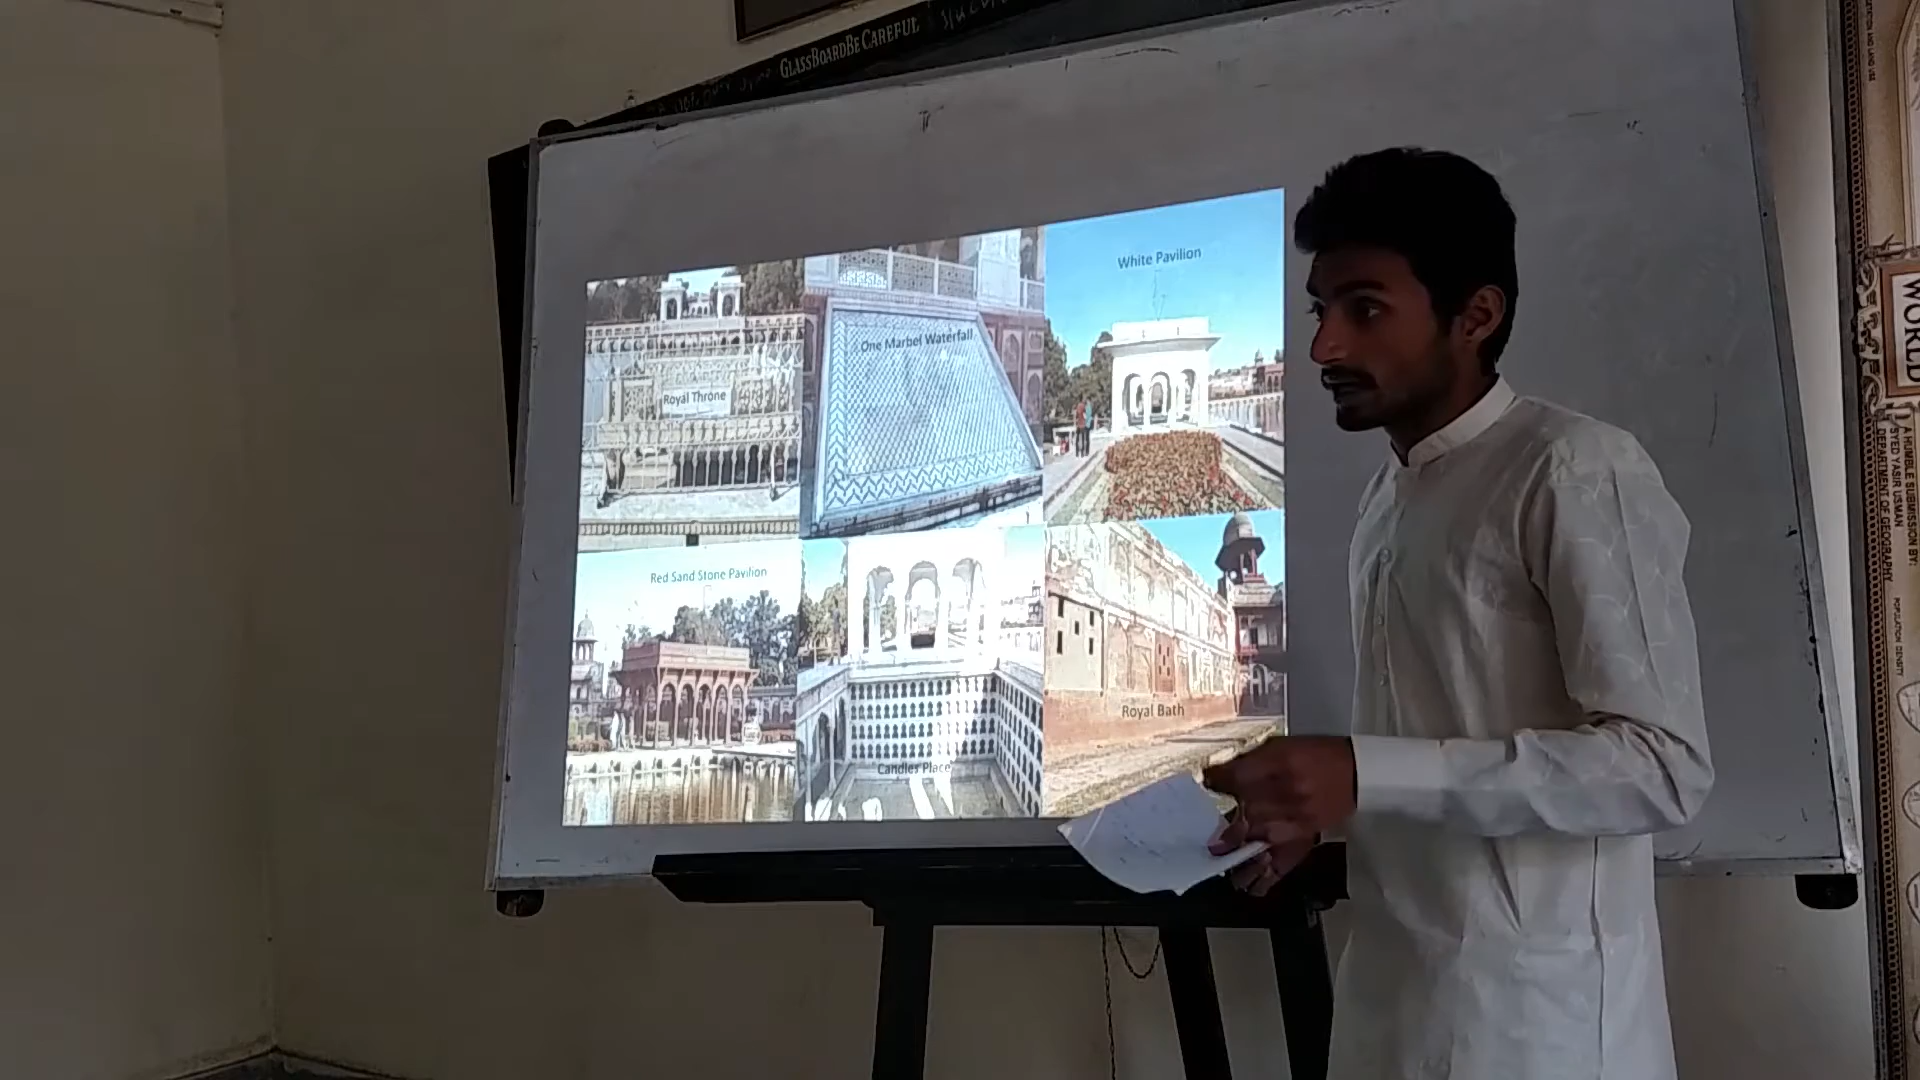 GLASSBOARDBE CAREFUL
White Pavilion
One Marbel Waterfall
Royal Throne
Red Sand Stone Pavilion
Royal Bath
Candles Place
WORLD
A HUMBLE SUBMISSION BY:
SYED YASIR USMAN
DEPARTMENT OF GEOGRAPHY
POPULATION DENSITY